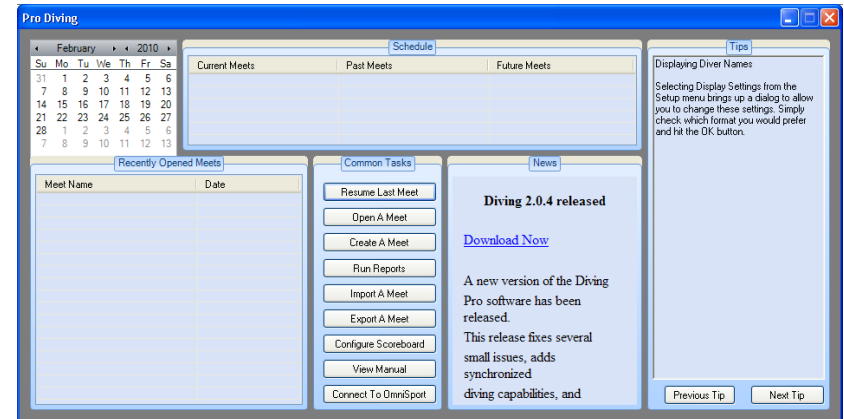 Pro Diving
February 2010
Su Mo Tu We Th Fr Sa
31 1 2 3 4 5 6
7 8 9 10 11 12 13
14 15 16 17 18 19 20
21 22 23 24 25 26 27
28 1 2 3 4 5 6
7 8 9 10 11 12 13
Schedule
Current Meets Past Meets Future Meets
Tips
Displaying Diver Names
Selecting Display Settings from the
Setup menu brings up a dialog to allow
you to change these settings. Simply
check which format you would prefer
and hit the OK button.
Previous Tip Next Tip
Recently Opened Meets
Meet Name Date
Common Tasks
Resume Last Meet
Open A Meet
Create A Meet
Run Reports
Import A Meet
Export A Meet
Configure Scoreboard
View Manual
Connect To OmniSport
News
Diving 2.0.4 released
Download Now
A new version of the Diving
Pro software has been
released.
This release fixes several
small issues, adds
synchronized
diving capabilities, and